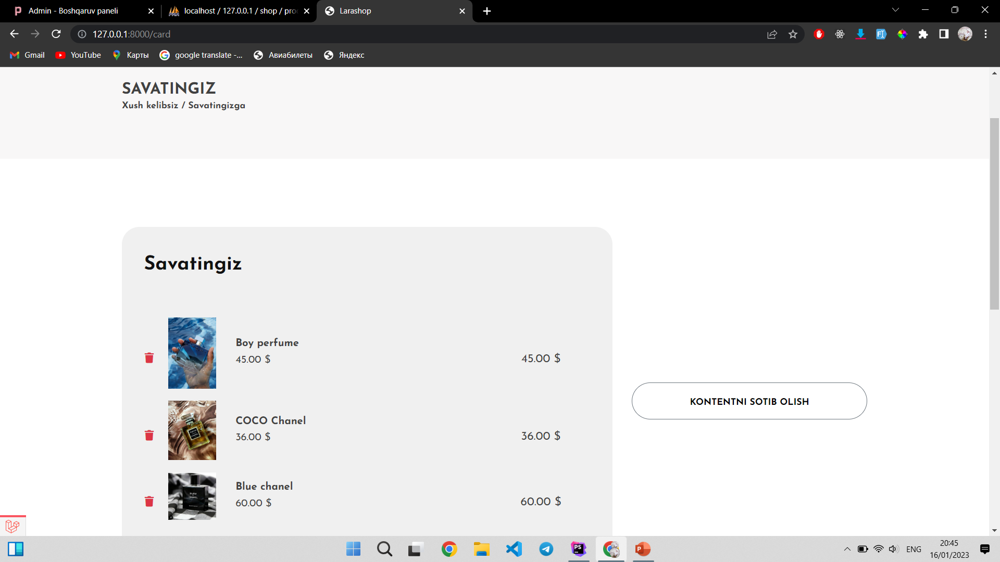 Admin - Boshqaruv paneli
localhost / 127.0.0.1 / shop / pro
Larashop
127.0.0.1:8000/card
Gmail
YouTube
Карты
google translate -...
Авиабилеты
Яндекс
SAVATINGIZ
Xush kelibsiz / Savatingizga
Savatingiz
Boy perfume
45.00 $
45.00 $
KONTENTNI SOTIB OLISH
COCO Chanel
36.00 $
36.00 $
Blue chanel
60.00 $
60.00 $
ENG
20:45
16/01/2023